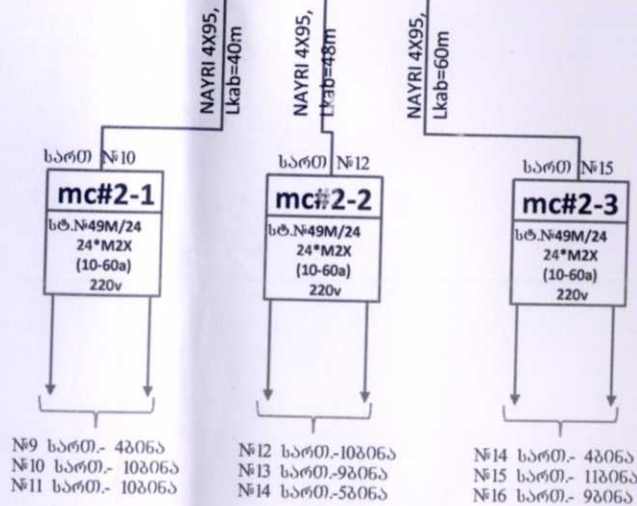 NAYRI 4X95,
Lkab=40m
NAYRI 4X95,
Lkab=48m
NAYRI 4X95,
Lkab=60m
სართ №10
mc#2-1
სტ.№49M/24
24*M2X
(10-60a)
220v
სართ №12
mc#2-2
სტ.№49M/24
24*M2X
(10-60a)
220v
სართ №15
mc#2-3
სტ.№49M/24
24*M2X
(10-60a)
220v
№9 სართ.- 4ბინა
№10 სართ.- 10ბინა
№11 სართ.- 10ბინა
№12 სართ.-10ბინა
№13 სართ.-9ბინა
№14 სართ.-5ბინა
№14 სართ.- 4ბინა
№15 სართ.- 11ბინა
№16 სართ.- 9ბინა